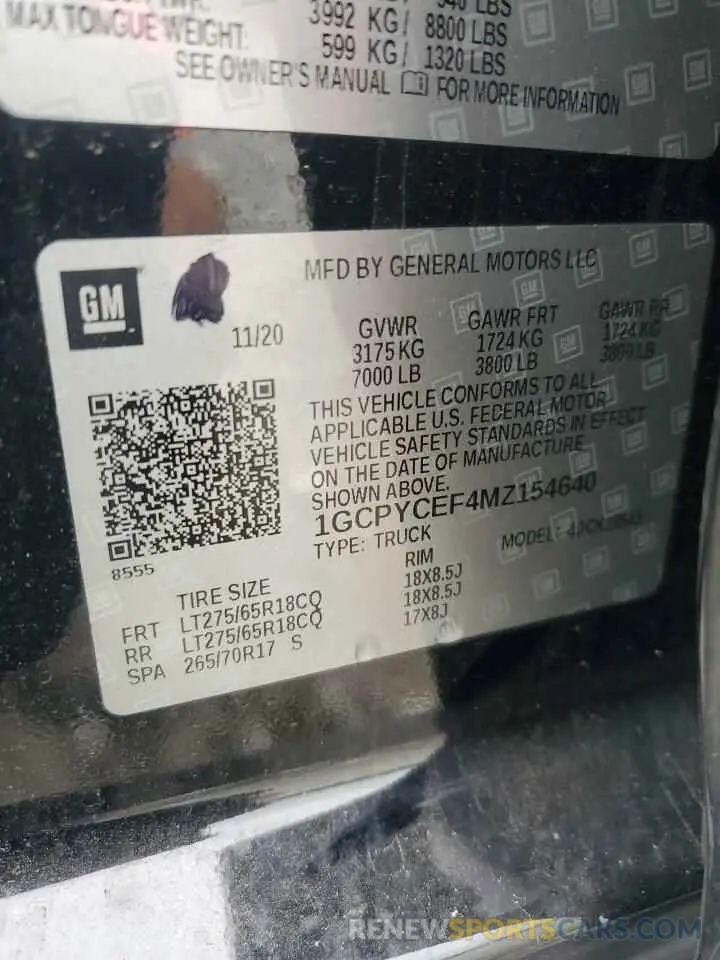 LBS
3992 KG/ 8800 LBS
MAX TONGUE WEIGHT: 599 KG/ 1320 LBS
SEE OWNER'S MANUAL FOR MORE INFORMATION
GM
MFD BY GENERAL MOTORS LLC
11/20
GVWR GAWR FRT GAWR RR
3175 KG 1724 KG 1724 KG
7000 LB 3800 LB 3800 LB
THIS VEHICLE CONFORMS TO ALL
APPLICABLE U.S. FEDERAL MOTOR
VEHICLE SAFETY STANDARDS IN EFFECT
ON THE DATE OF MANUFACTURE
SHOWN ABOVE.
1GCPYCEF4MZ154640
8555
TYPE: TRUCK MODEL:
TIRE SIZE RIM
FRT LT275/65R18CQ 18X8.5J
RR LT275/65R18CQ 18X8.5J
SPA 265/70R17 S 17X8J
RENEWSPORTSCARS.COM